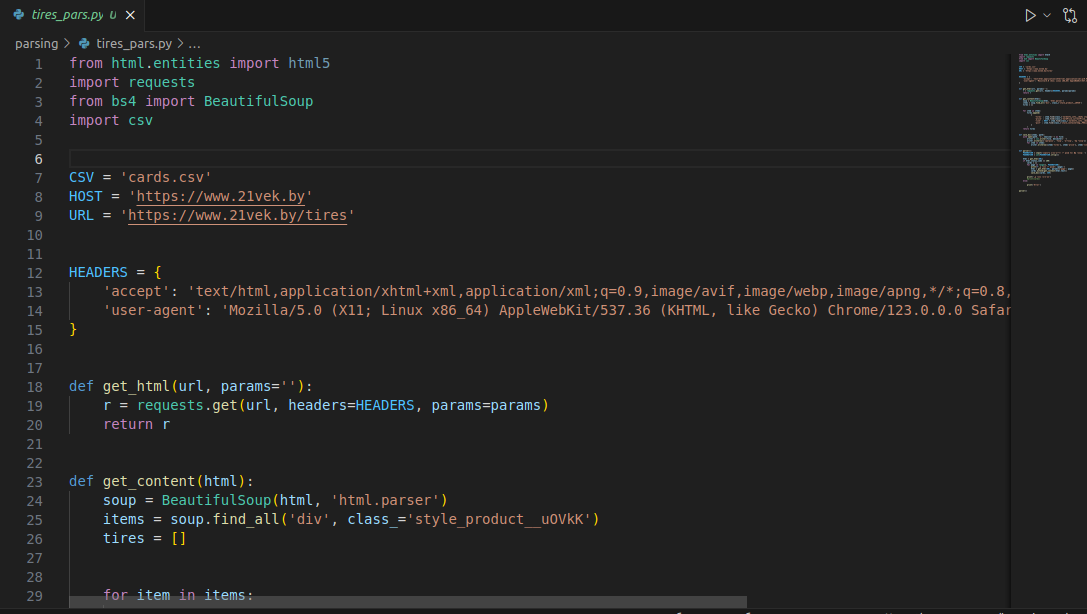 tires_pars.py U
parsing > tires_pars.py > ...
1 from html.entities import html5
2 import requests
3 from bs4 import BeautifulSoup
4 import csv
5
6
7 CSV = 'cards.csv'
8 HOST = 'https://www.21vek.by
9 URL = 'https://www.21vek.by/tires'
10
11
12 HEADERS = {
13     'accept': 'text/html,application/xhtml+xml,application/xml;q=0.9,image/avif,image/webp,image/apng,*/*;q=0.8,
14     'user-agent': 'Mozilla/5.0 (X11; Linux x86_64) AppleWebKit/537.36 (KHTML, like Gecko) Chrome/123.0.0.0 Safar
15 }
16
17
18 def get_html(url, params=''):
19     r = requests.get(url, headers=HEADERS, params=params)
20     return r
21
22
23 def get_content(html):
24     soup = BeautifulSoup(html, 'html.parser')
25     items = soup.find_all('div', class_='style_product__uOVkK')
26     tires = []
27
28
29     for item in items: